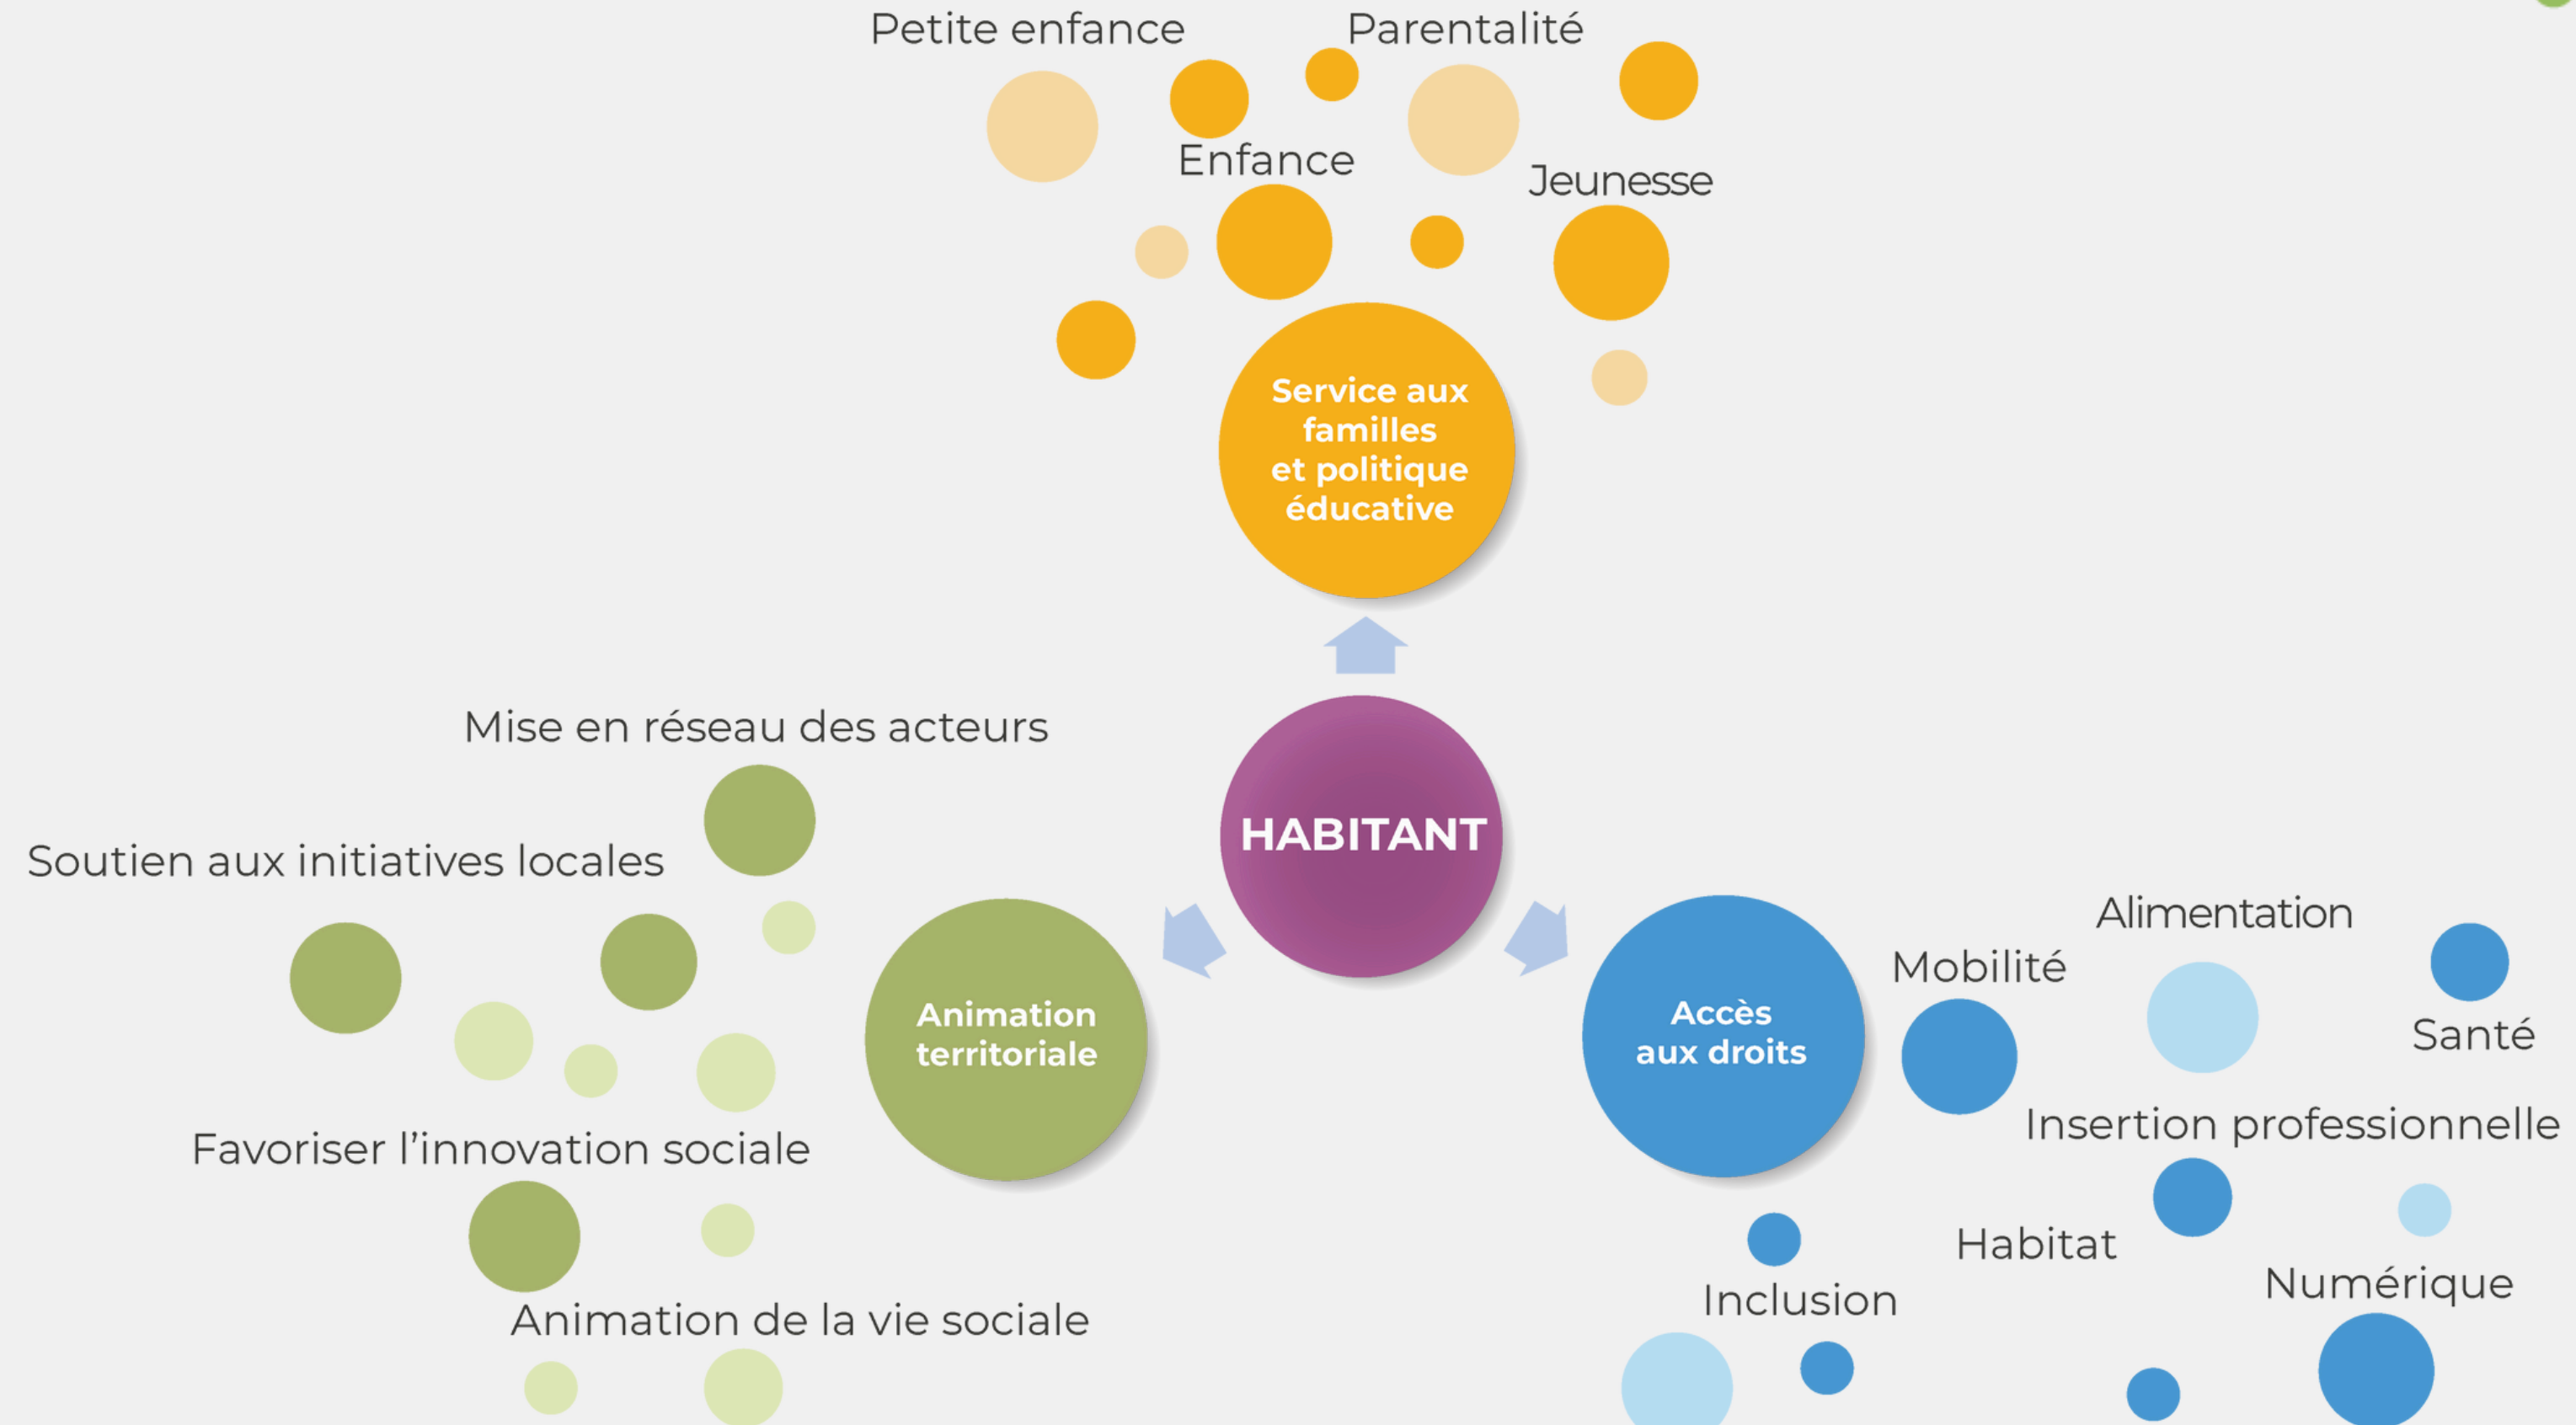 Petite enfance
Parentalité
Enfance
Jeunesse
Service aux
familles
et politique
éducative
HABITANT
Mise en réseau des acteurs
Soutien aux initiatives locales
Animation
territoriale
Favoriser l’innovation sociale
Animation de la vie sociale
Accès
aux droits
Alimentation
Mobilité
Santé
Insertion professionnelle
Habitat
Numérique
Inclusion